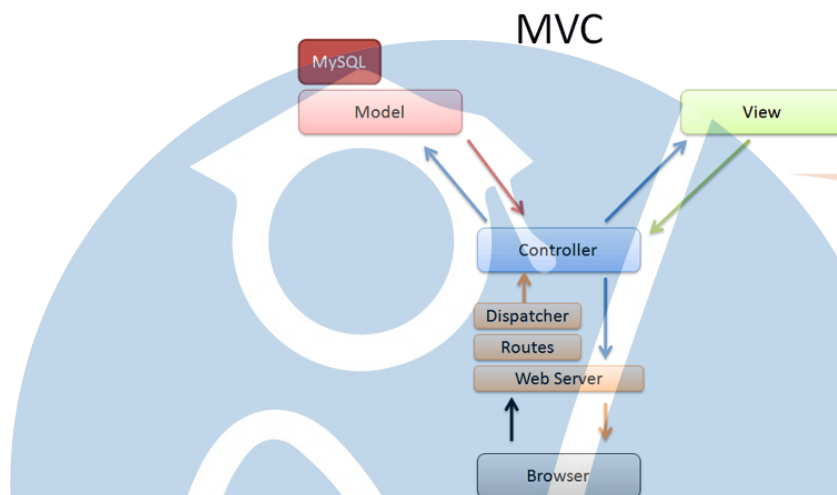 MVC
MySQL
Model
View
Controller
Dispatcher
Routes
Web Server
Browser